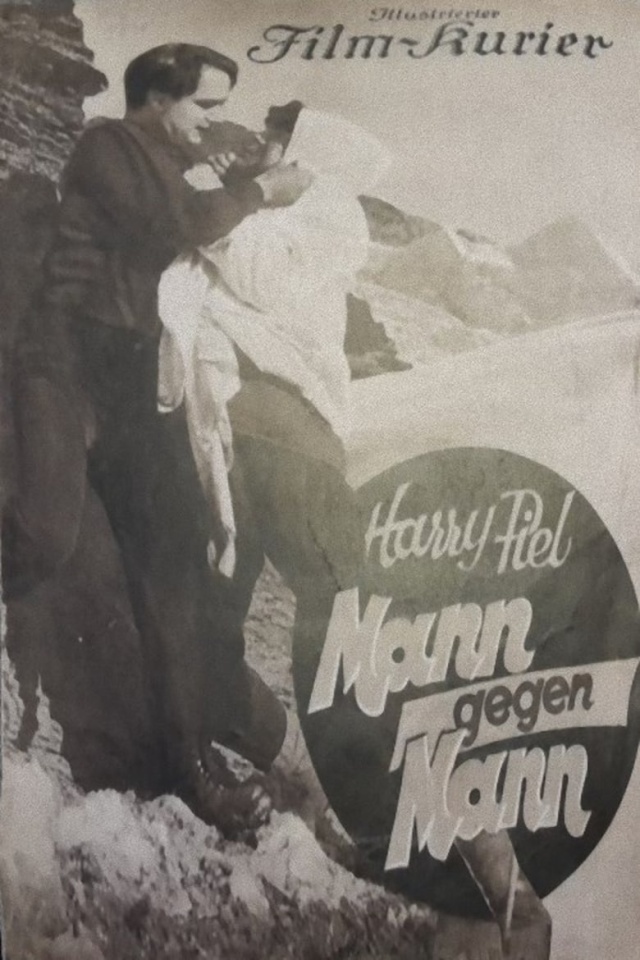 Illustrierter
Film-Kurier
Harry Piel
Mann
gegen
Mann